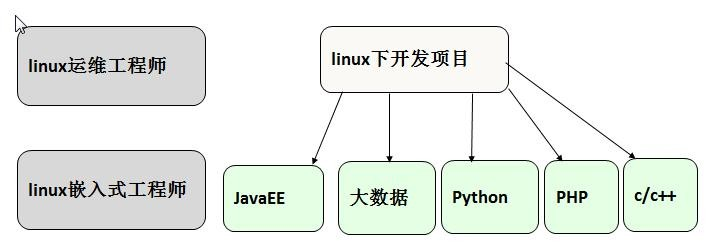 linux运维工程师
linux下开发项目
linux嵌入式工程师
JavaEE
大数据
Python
PHP
c/c++